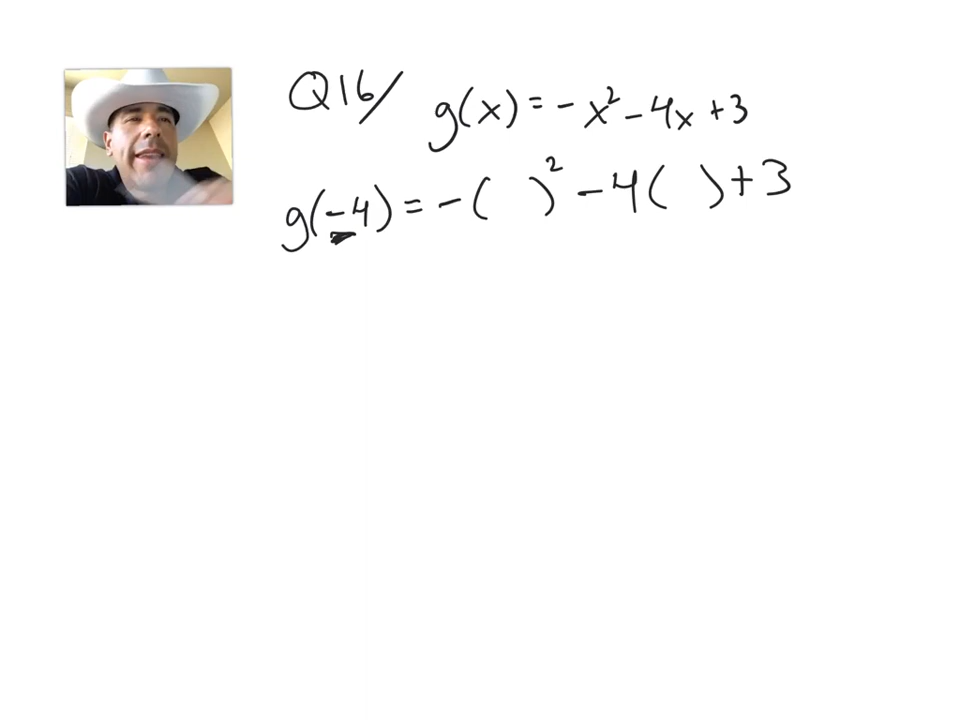 Q16/ g(x) = -x² - 4x + 3
g(-4) = -( )² - 4( ) + 3